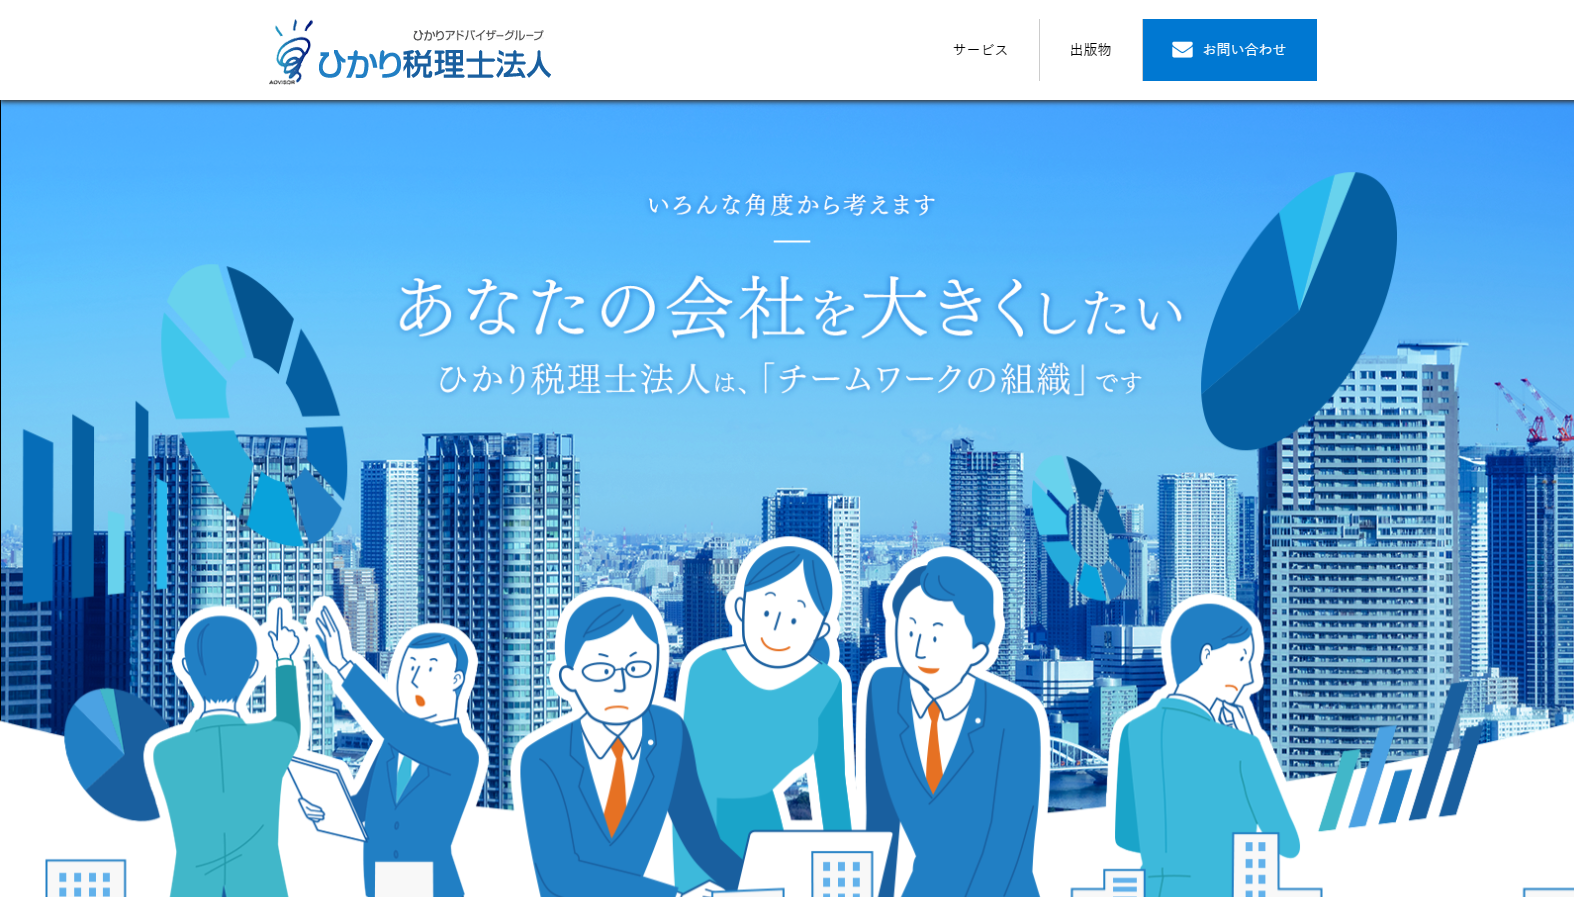 ひかりアドバイザーグループ
ひかり税理士法人
ADVISOR
サービス
出版物
お問い合わせ
いろんな角度から考えます
あなたの会社を大きくしたい
ひかり税理士法人は、「チームワークの組織」です